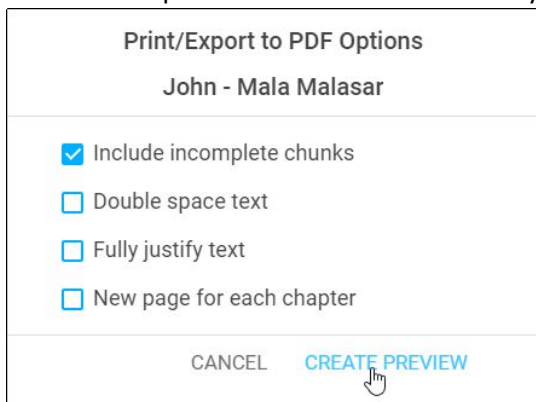 Print/Export to PDF Options
John - Mala Malasar
Include incomplete chunks
Double space text
Fully justify text
New page for each chapter
CANCEL CREATE PREVIEW